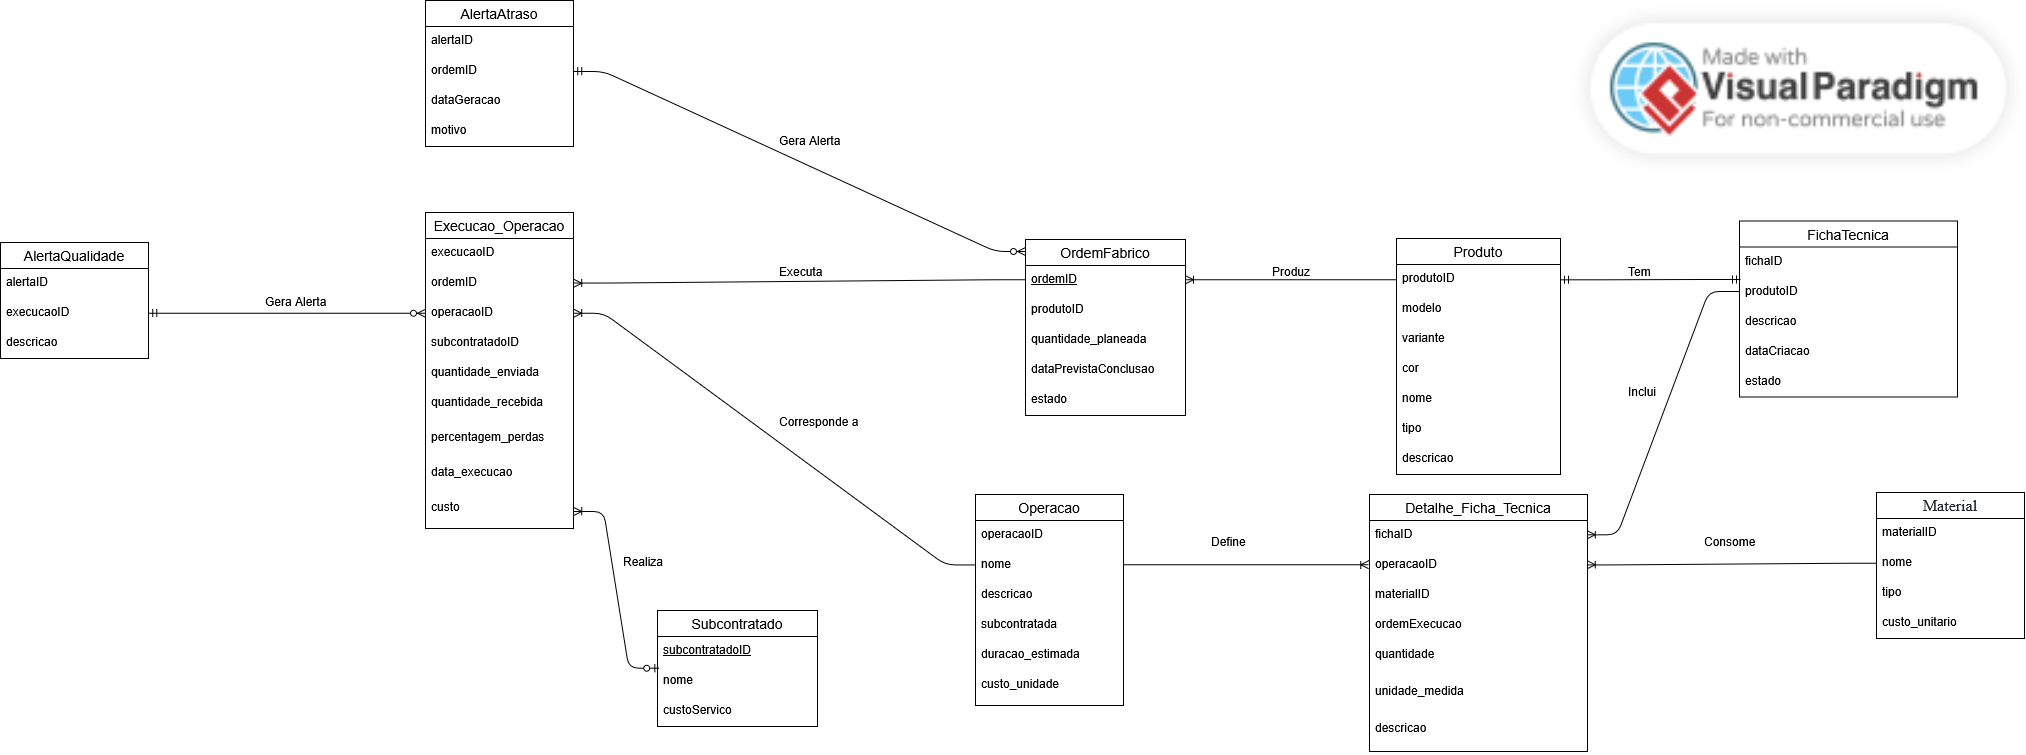 AlertaAtraso
alertaID
ordemID
dataGeracao
motivo
Made with
Visual Paradigm
For non-commercial use
Gera Alerta
AlertaQualidade
alertaID
execucaoID
descricao
Gera Alerta
Execucao_Operacao
execucaoID
ordemID
operacaoID
subcontratadoID
quantidade_enviada
quantidade_recebida
percentagem_perdas
data_execucao
custo
Executa
OrdemFabrico
ordemID
produtoID
quantidade_planeada
dataPrevistaConclusao
estado
Produz
Produto
produtoID
modelo
variante
cor
nome
tipo
descricao
Tem
FichaTecnica
fichaID
produtoID
descricao
dataCriacao
estado
Inclui
Corresponde a
Realiza
Subcontratado
subcontratadoID
nome
custoServico
Operacao
operacaoID
nome
descricao
subcontratada
duracao_estimada
custo_unidade
Define
Detalhe_Ficha_Tecnica
fichaID
operacaoID
materialID
ordemExecucao
quantidade
unidade_medida
descricao
Consome
Material
materialID
nome
tipo
custo_unitario